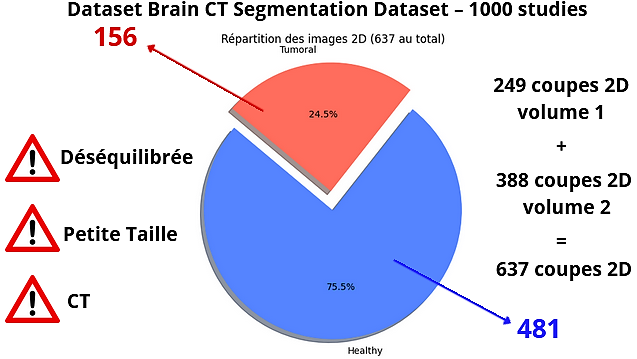 Dataset Brain CT Segmentation Dataset – 1000 studies
156
Répartition des images 2D (637 au total)
Tumoral
24.5%
249 coupes 2D
volume 1
+
388 coupes 2D
volume 2
=
637 coupes 2D
Déséquilibrée
Petite Taille
CT
75.5%
481
Healthy